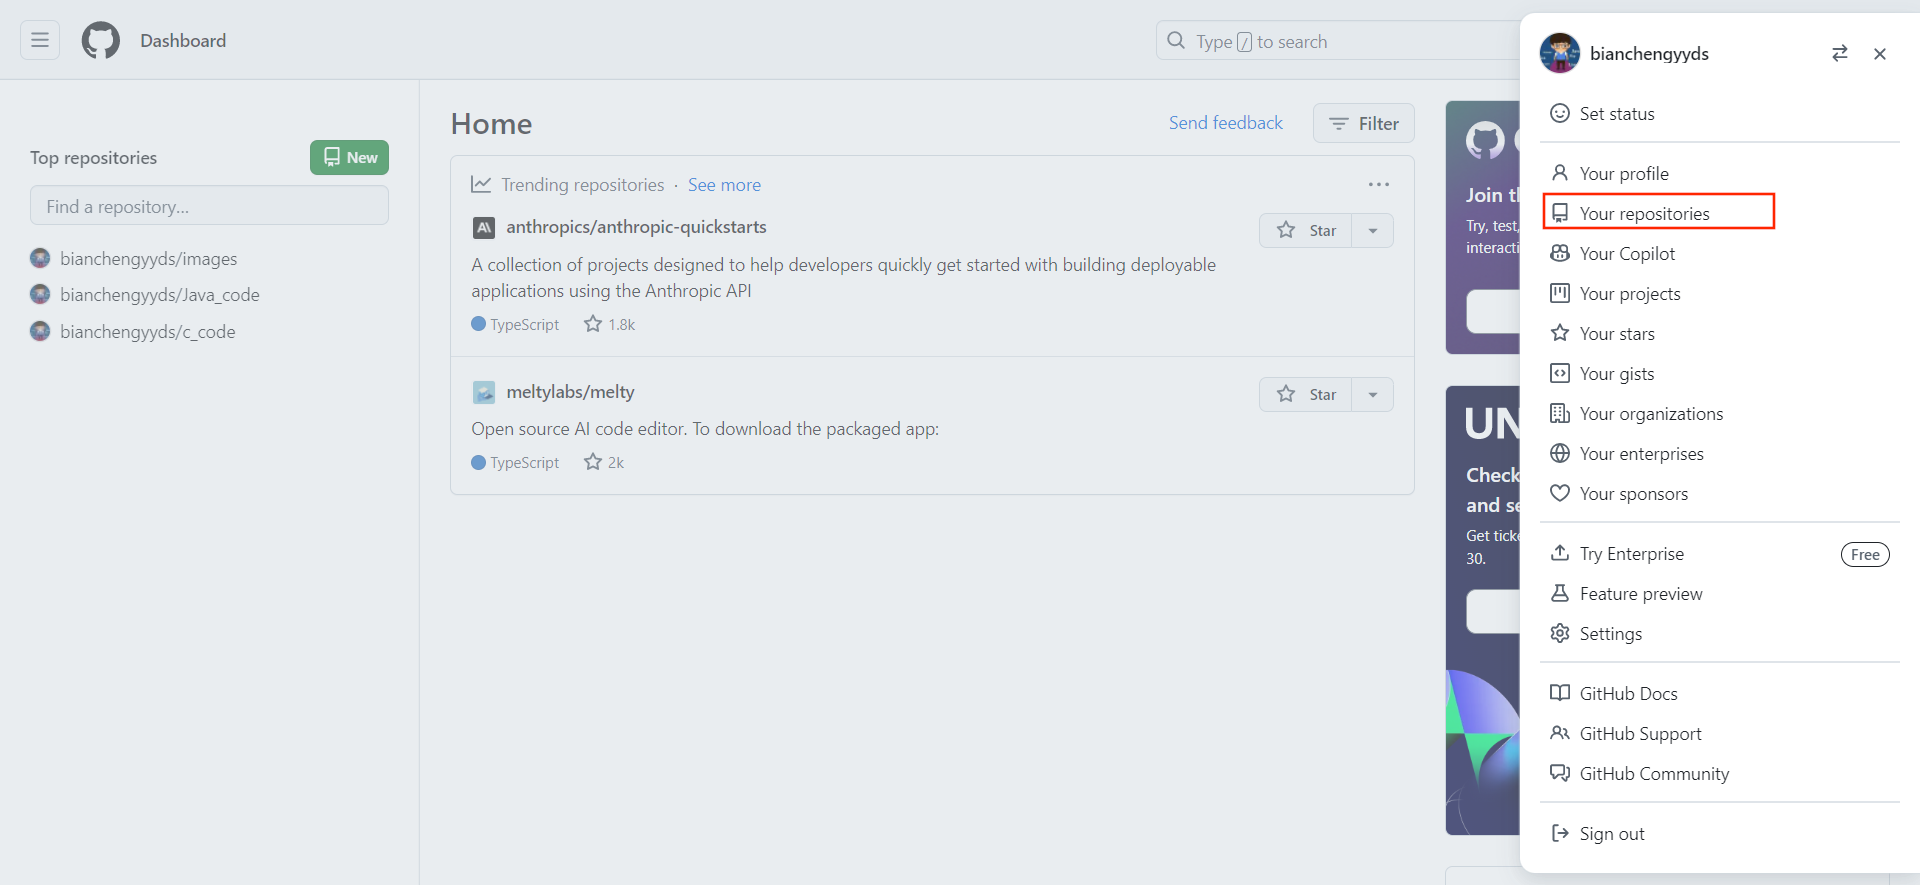 Dashboard
Type / to search
Top repositories
New
Find a repository...
bianchengyyds/images
bianchengyyds/Java_code
bianchengyyds/c_code
Home
Send feedback
Filter
Trending repositories · See more
anthropics/anthropic-quickstarts
Star
A collection of projects designed to help developers quickly get started with building deployable
applications using the Anthropic API
TypeScript 1.8k
meltylabs/melty
Star
Open source AI code editor. To download the packaged app:
TypeScript 2k
Join
Try, test,
UN
Check
and
Get
30.
bianchengyyds
Set status
Your profile
Your repositories
Your Copilot
Your projects
Your stars
Your gists
Your organizations
Your enterprises
Your sponsors
Try Enterprise Free
Feature preview
Settings
GitHub Docs
GitHub Support
GitHub Community
Sign out